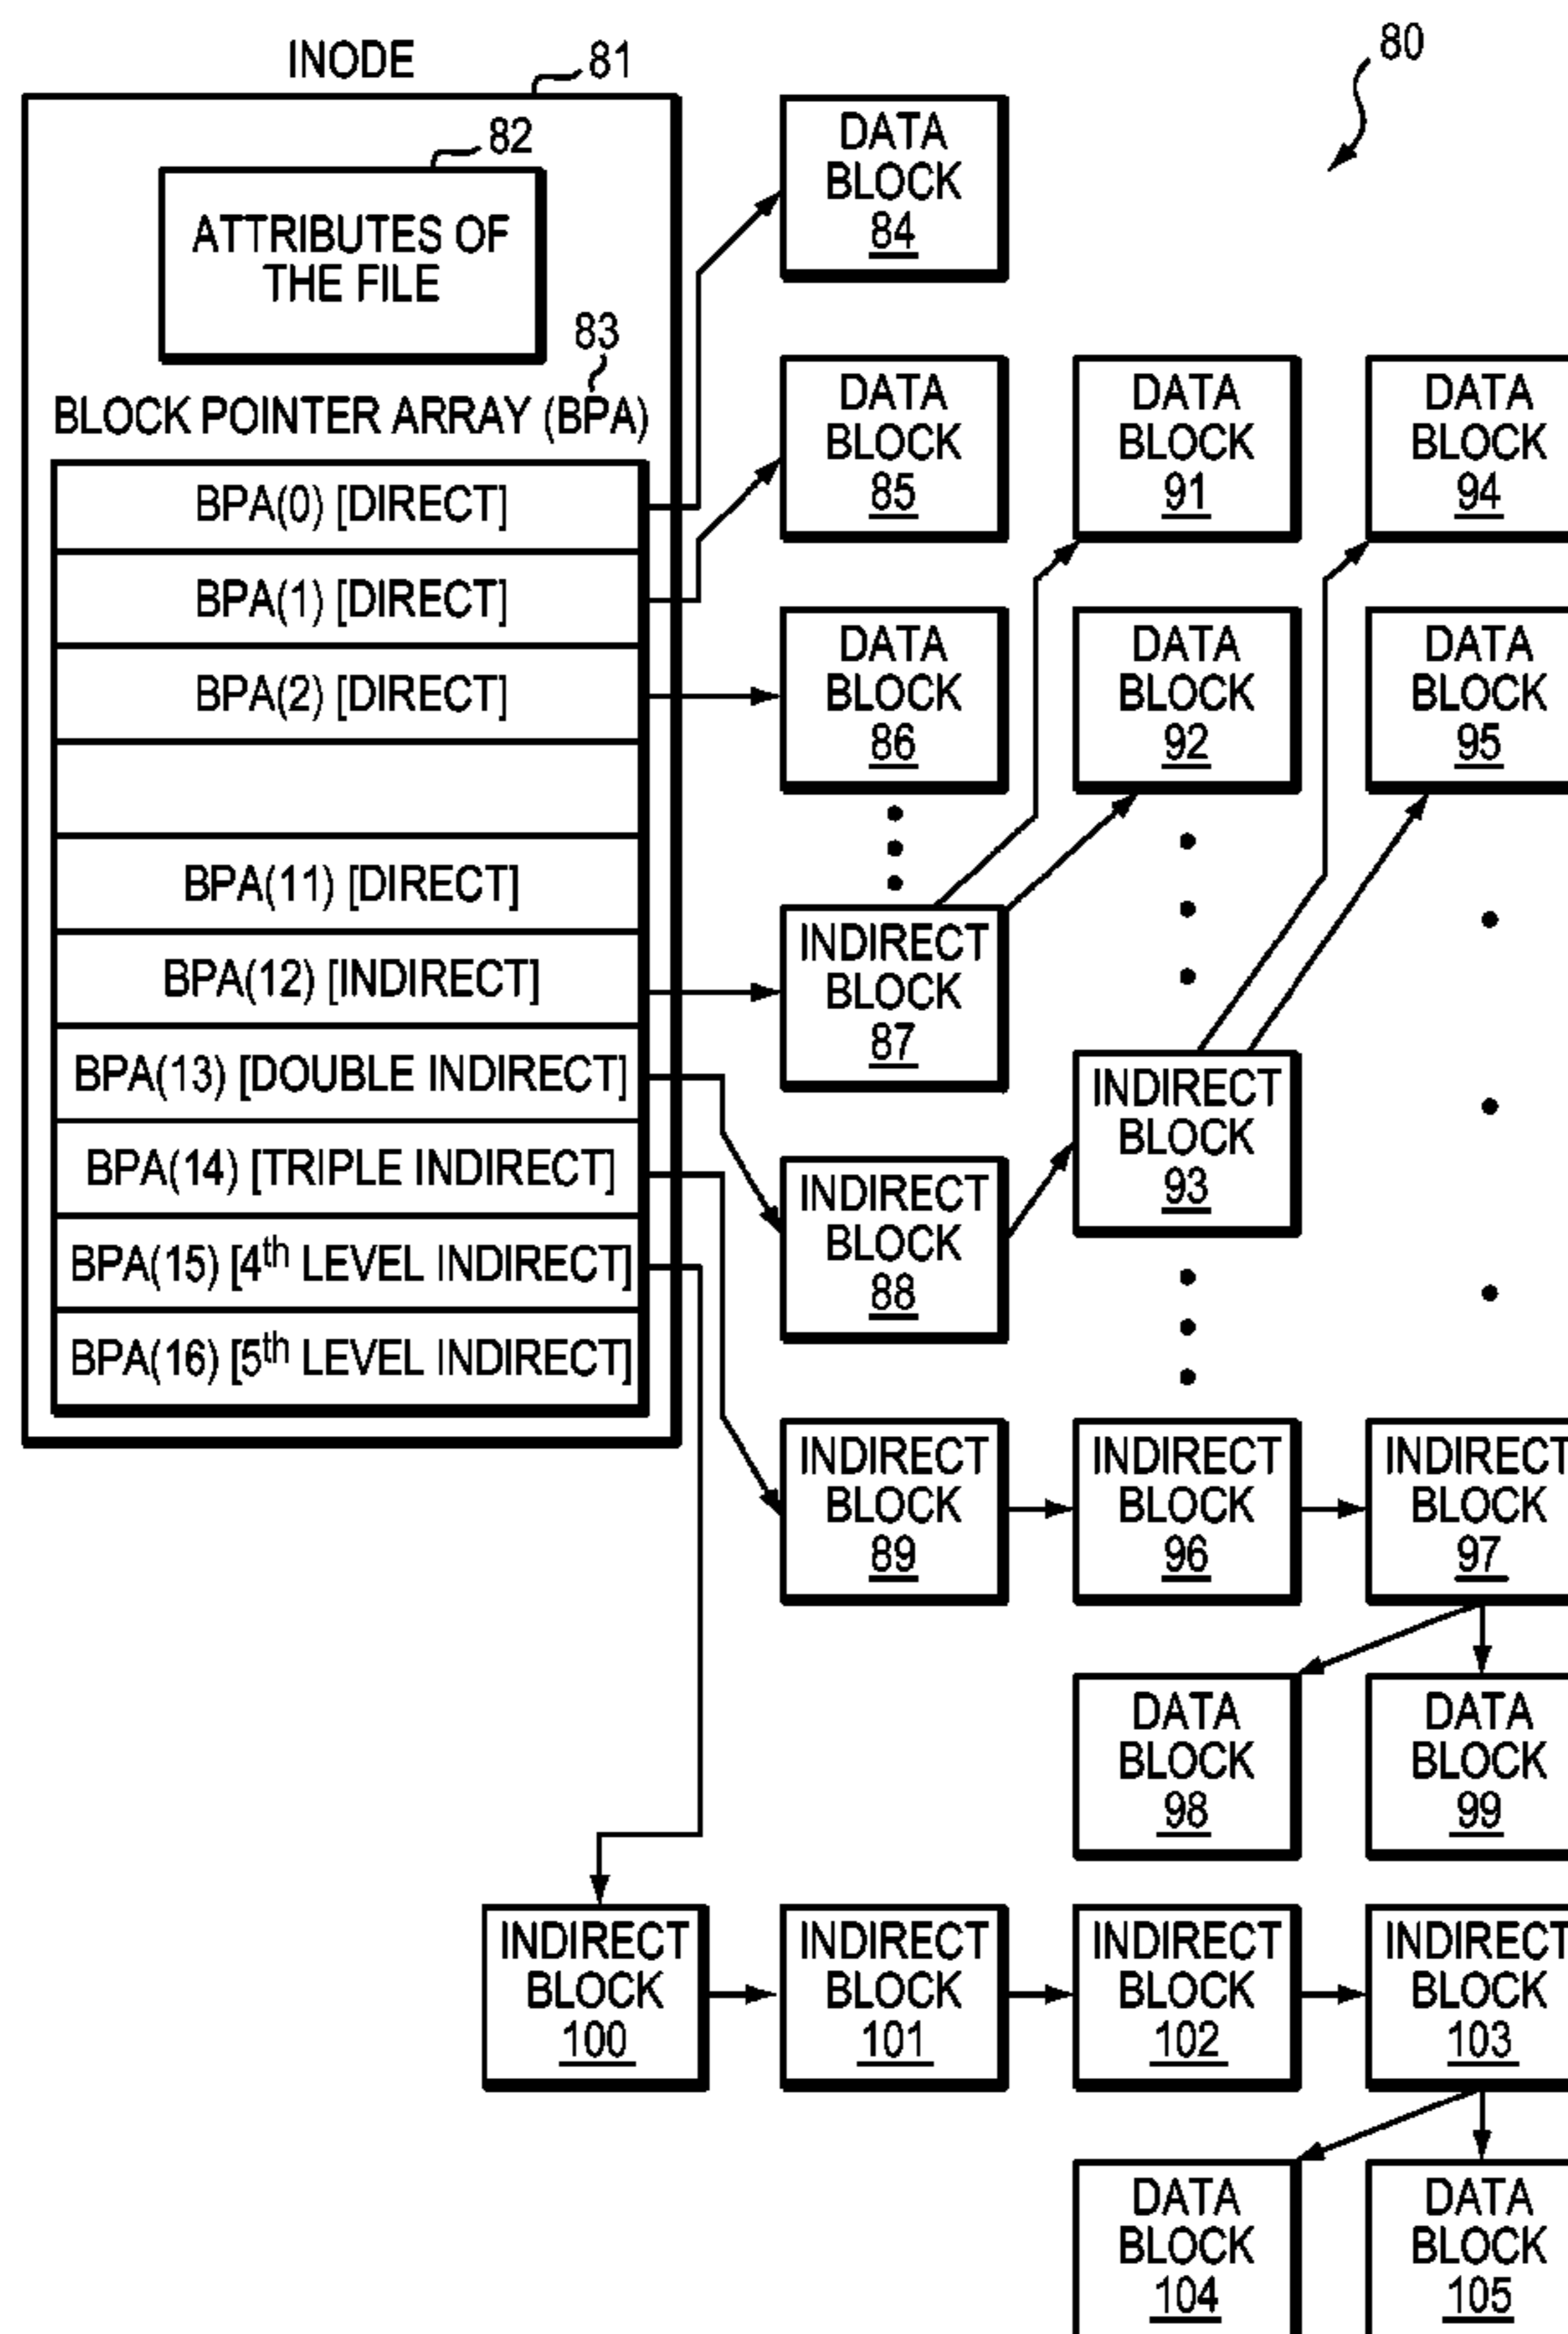 INODE
81
80
82
ATTRIBUTES OF
THE FILE
83
BLOCK POINTER ARRAY (BPA)
BPA(0) [DIRECT]
BPA(1) [DIRECT]
BPA(2) [DIRECT]
BPA(11) [DIRECT]
BPA(12) [INDIRECT]
BPA(13) [DOUBLE INDIRECT]
BPA(14) [TRIPLE INDIRECT]
BPA(15) [4th LEVEL INDIRECT]
BPA(16) [5th LEVEL INDIRECT]
DATA
BLOCK
84
DATA
BLOCK
85
DATA
BLOCK
91
DATA
BLOCK
94
DATA
BLOCK
86
DATA
BLOCK
92
DATA
BLOCK
95
INDIRECT
BLOCK
87
INDIRECT
BLOCK
93
INDIRECT
BLOCK
88
INDIRECT
BLOCK
89
INDIRECT
BLOCK
96
INDIRECT
BLOCK
97
DATA
BLOCK
98
DATA
BLOCK
99
INDIRECT
BLOCK
100
INDIRECT
BLOCK
101
INDIRECT
BLOCK
102
INDIRECT
BLOCK
103
DATA
BLOCK
104
DATA
BLOCK
105